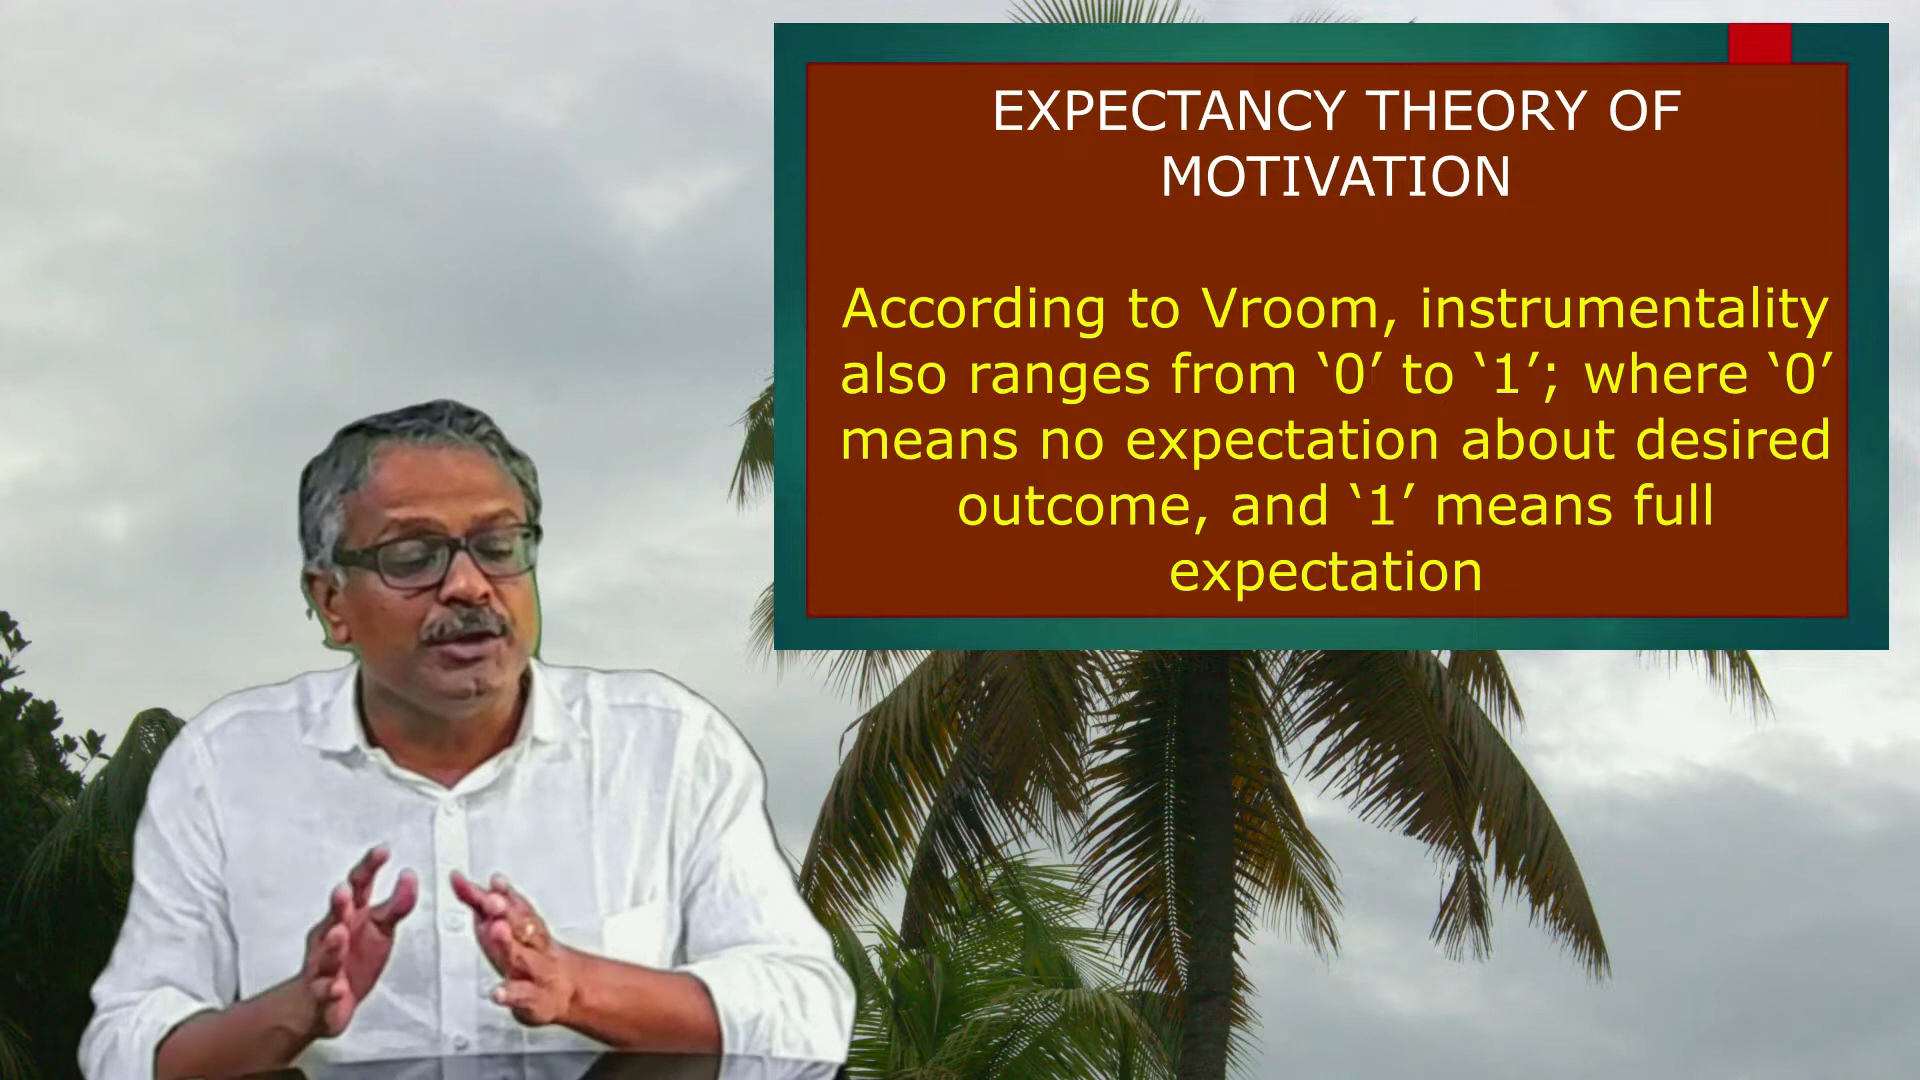 EXPECTANCY THEORY OF
MOTIVATION
According to Vroom, instrumentality
also ranges from ‘0’ to ‘1’; where ‘0’
means no expectation about desired
outcome, and ‘1’ means full
expectation